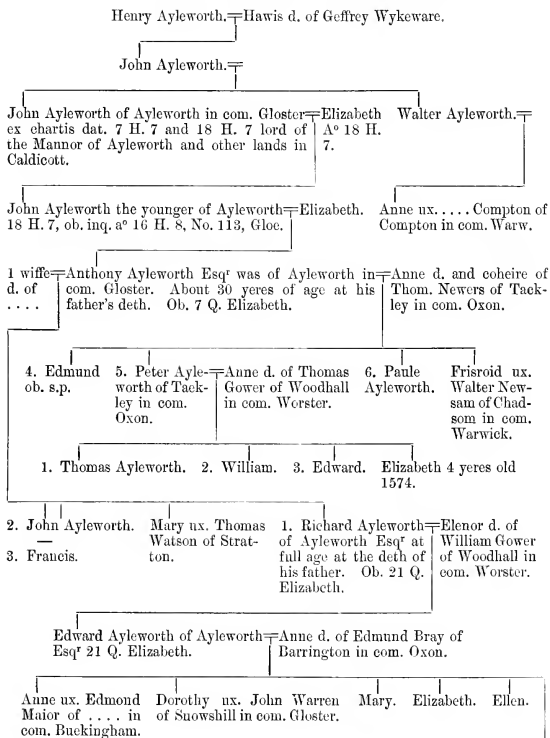 Henry Ayleworth.=Hawis d. of Geffrey Wykeware.
John Ayleworth.=
John Ayleworth of Ayleworth in com. Gloster=Elizabeth
ex chartis dat. 7 H. 7 and 18 H. 7 lord of
the Mannor of Ayleworth and other lands in
Caldicott.
Aº 18 H.
7.
Walter Ayleworth.=
John Ayleworth the younger of Ayleworth=Elizabeth.
18 H. 7, ob. inq. aº 16 H. 8, No. 113, Gloc.
Anne ux. .... Compton of
Compton in com. Warw.
1 wiffe=
d. of
....
Anthony Ayleworth Esqr was of Ayleworth in=
com. Gloster. About 30 yeres of age at his
father's deth. Ob. 7 Q. Elizabeth.
Anne d. and coheire of
Thom. Newers of Tack-
ley in com. Oxon.
4. Edmund
ob. s.p.
5. Peter Ayle-=
worth of Tack-
ley in com.
Oxon.
Anne d. of Thomas
Gower of Woodhall
in com. Worster.
6. Paule
Ayleworth.
Frisroid ux.
Walter New-
sam of Chad-
som in com.
Warwick.
1. Thomas Ayleworth.
2. William.
3. Edward.
Elizabeth 4 yeres old
1574.
2. John Ayleworth.
—
3. Francis.
Mary ux. Thomas
Watson of Strat-
ton.
1. Richard Ayleworth=
of Ayleworth Esqr at
full age at the deth of
his father. Ob. 21 Q.
Elizabeth.
Elenor d. of
William Gower
of Woodhall in
com. Worster.
Edward Ayleworth of Ayleworth=
Esqr 21 Q. Elizabeth.
Anne d. of Edmund Bray of
Barrington in com. Oxon.
Anne ux. Edmond
Maior of .... in
com. Buckingham.
Dorothy ux. John Warren
of Snowshill in com. Gloster.
Mary.
Elizabeth.
Ellen.